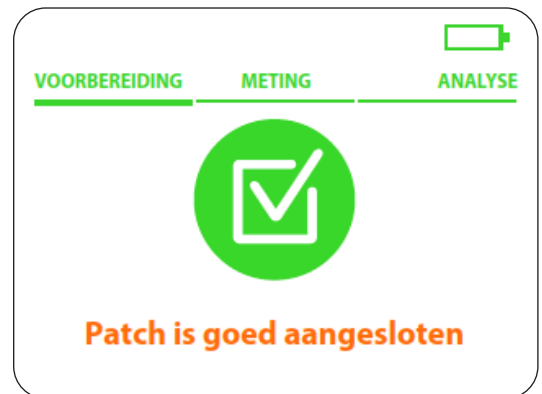 VOORBEREIDING METING ANALYSE
Patch is goed aangesloten